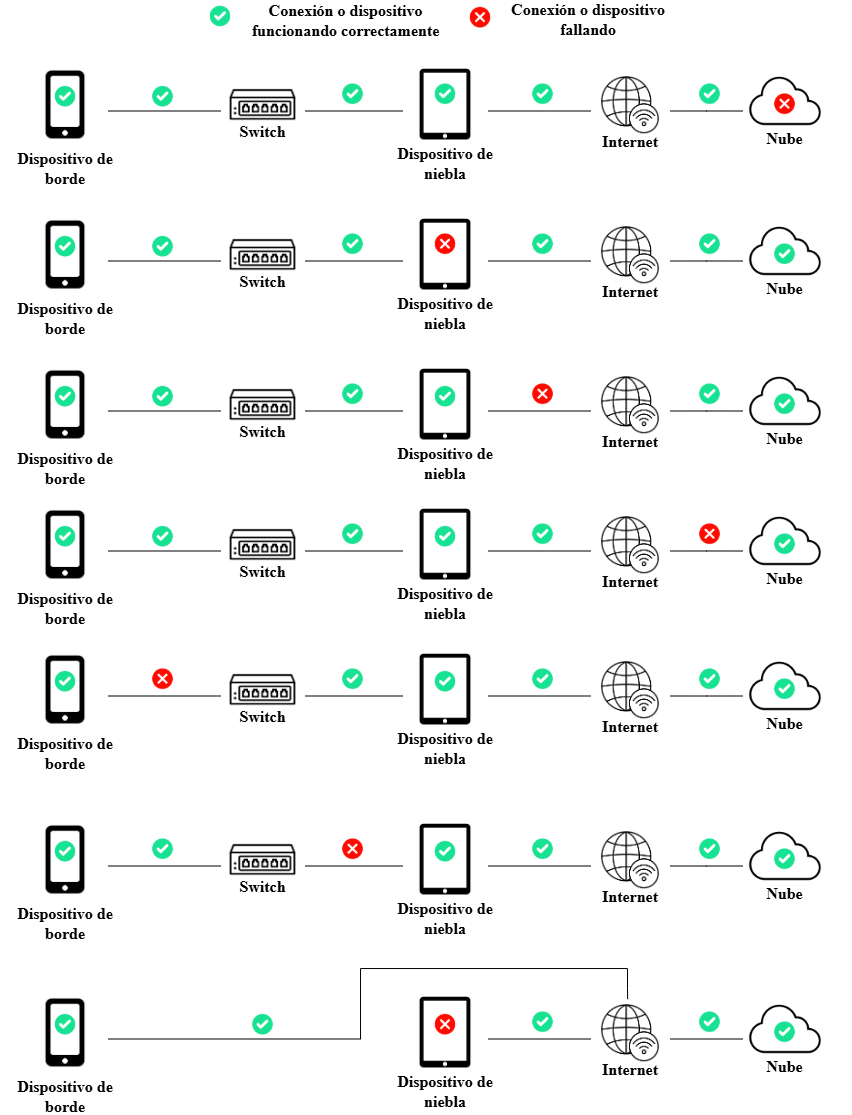 Conexión o dispositivo
funcionando correctamente
Conexión o dispositivo
fallando
Dispositivo de
borde
Switch
Dispositivo de
niebla
Internet
Nube
Dispositivo de
borde
Switch
Dispositivo de
niebla
Internet
Nube
Dispositivo de
borde
Switch
Dispositivo de
niebla
Internet
Nube
Dispositivo de
borde
Switch
Dispositivo de
niebla
Internet
Nube
Dispositivo de
borde
Switch
Dispositivo de
niebla
Internet
Nube
Dispositivo de
borde
Switch
Dispositivo de
niebla
Internet
Nube
Dispositivo de
borde
Dispositivo de
niebla
Internet
Nube